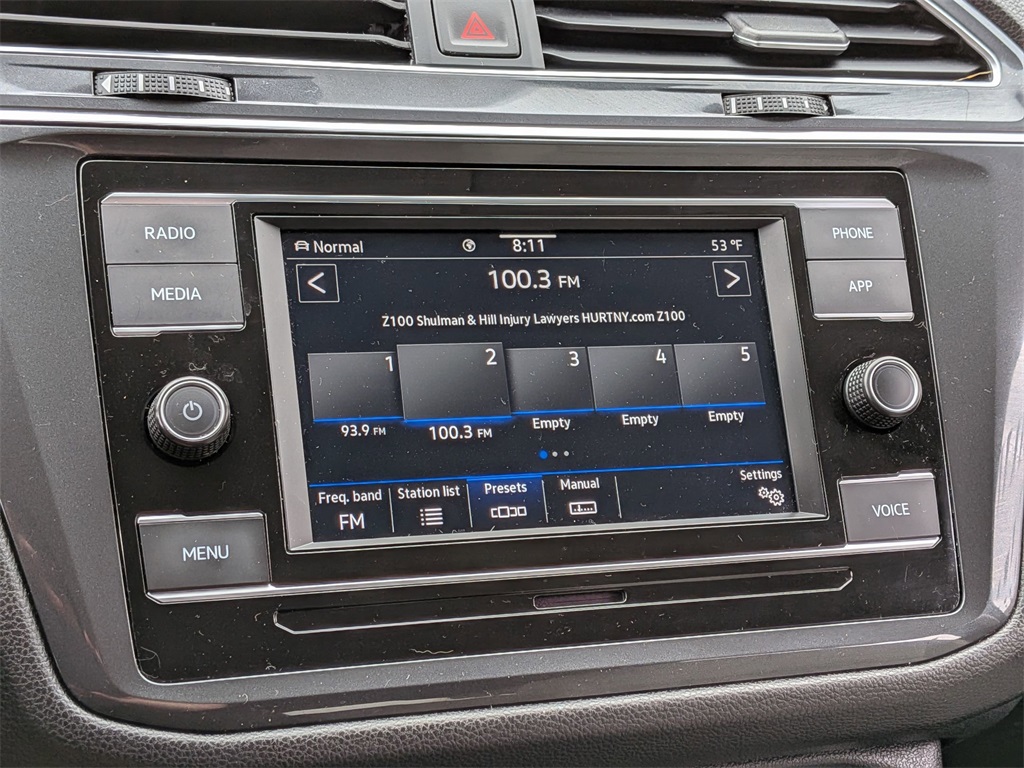 RADIO
MEDIA
MENU
PHONE
APP
VOICE
Normal 8:11 53 °F
< 100.3 FM >
Z100 Shulman & Hill Injury Lawyers HURTNY.com Z100
1 2 3 4 5
93.9 FM 100.3 FM Empty Empty Empty
Freq. band Station list Presets Manual Settings
FM